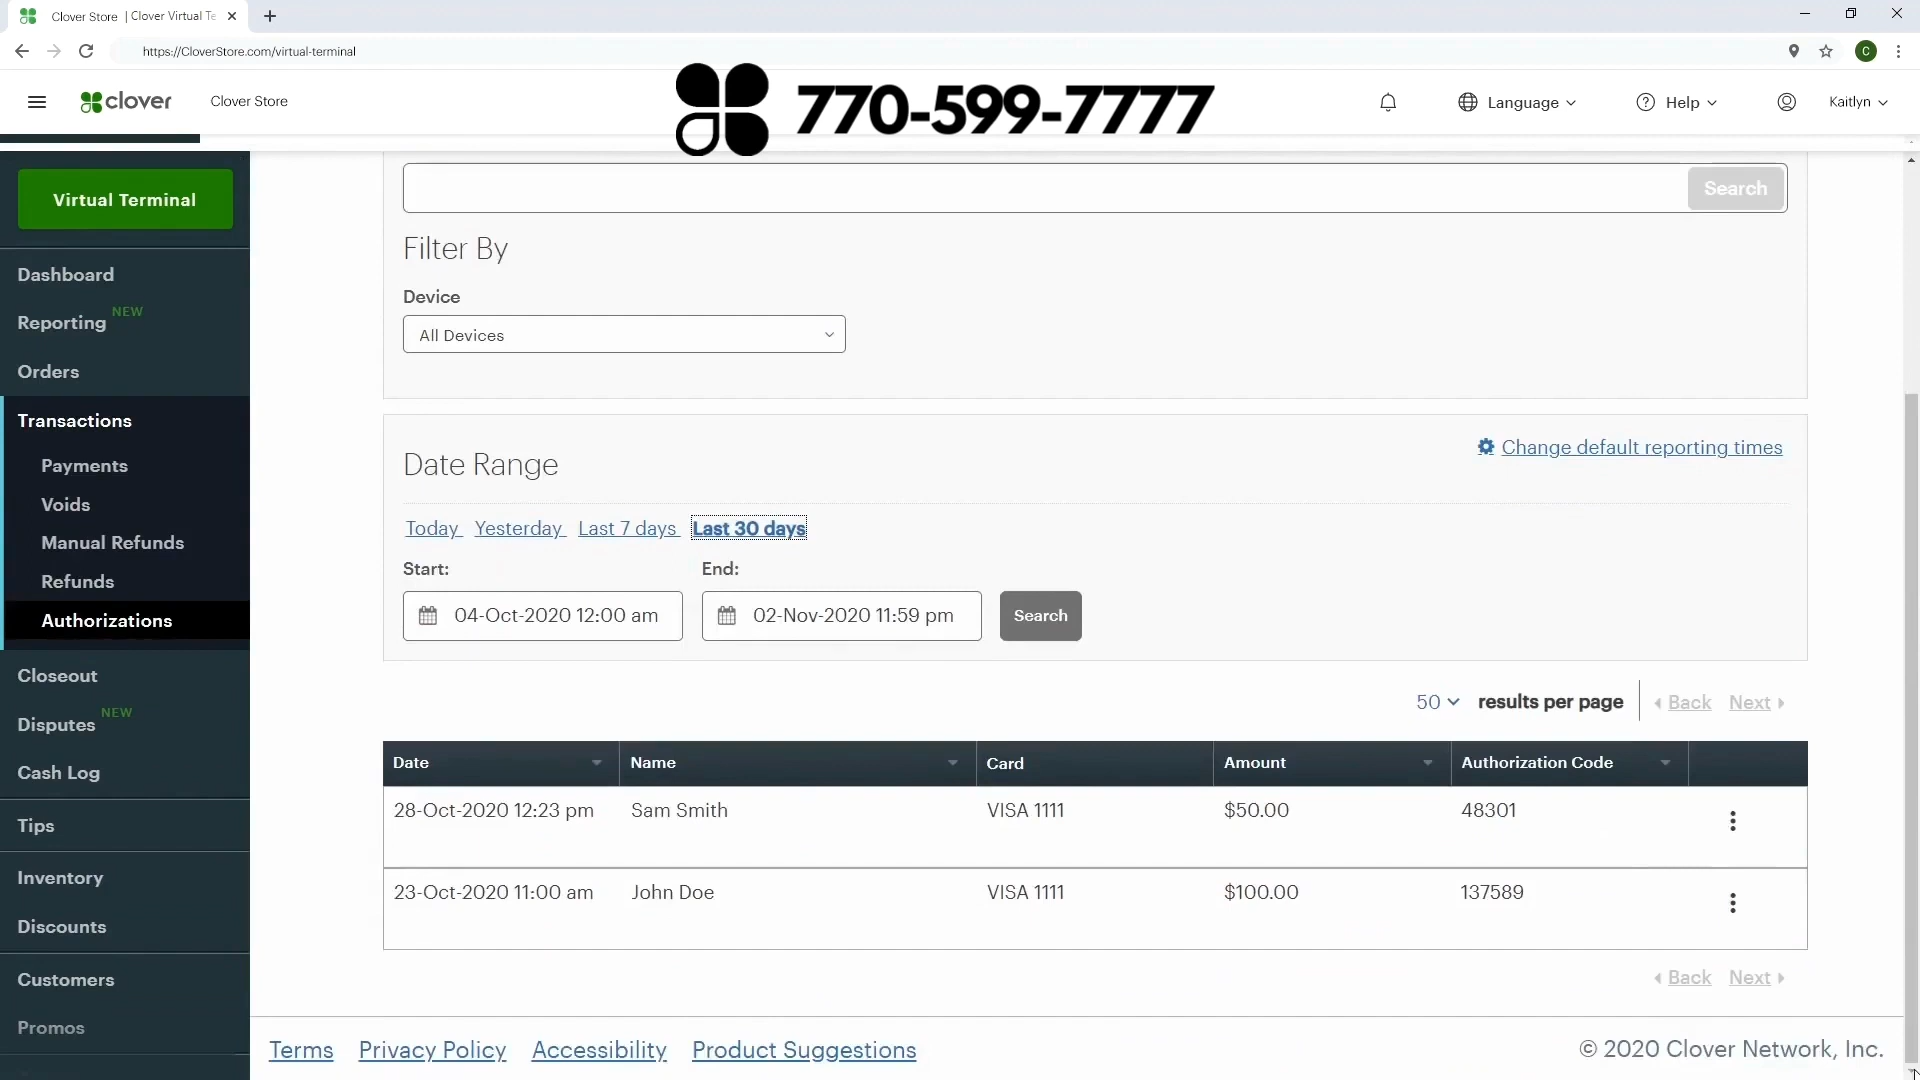 Clover Store | Clover Virtual Te
https://CloverStore.com/virtual-terminal
C
clover
Clover Store
770-599-7777
Language
Help
Kaitlyn
Virtual Terminal
Dashboard
Reporting NEW
Orders
Transactions
Payments
Voids
Manual Refunds
Refunds
Authorizations
Closeout
Disputes NEW
Cash Log
Tips
Inventory
Discounts
Customers
Promos
Search
Filter By
Device
All Devices
Date Range
Change default reporting times
Today Yesterday Last 7 days Last 30 days
Start: End:
04-Oct-2020 12:00 am 02-Nov-2020 11:59 pm Search
50 results per page Back Next
Date Name Card Amount Authorization Code
28-Oct-2020 12:23 pm Sam Smith VISA 1111 $50.00 48301
23-Oct-2020 11:00 am John Doe VISA 1111 $100.00 137589
Back Next
Terms Privacy Policy Accessibility Product Suggestions © 2020 Clover Network, Inc.